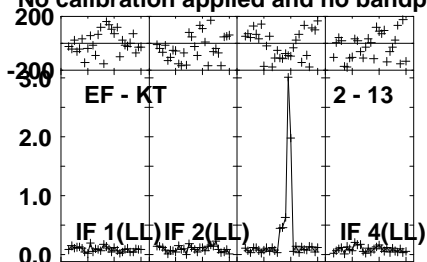 No calibration applied and no bandp
200
-200
3.0
EF - KT
2 - 13
2.0
1.0
IF 1(LL)
IF 2(LL)
IF 4(LL)
0.0